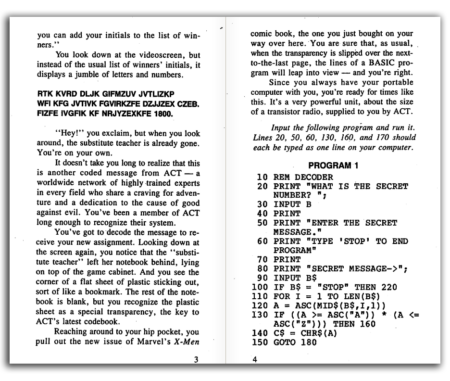 you can add your initials to the list of win-
ners."
You look down at the videoscreen, but
instead of the usual list of winners' initials, it
displays a jumble of letters and numbers.
RTK KVRD DLJK GIFMZUV JVTLIZKP
WFI KFG JVTIVK FGVIRKZFE DZJJZEX CZEB.
FIZFE IVGFIK KF NRJYZEXKFE 1800.
"Hey!" you exclaim, but when you look
around, the substitute teacher is already gone.
You're on your own.
It doesn't take you long to realize that this
is another coded message from ACT — a
worldwide network of highly trained experts
in every field who share a craving for adven-
ture and a dedication to the cause of good
against evil. You've been a member of ACT
long enough to recognize their system.
You've got to decode the message to re-
ceive your new assignment. Looking down at
the screen again, you notice that the "substi-
tute teacher" left her notebook behind, lying
on top of the game cabinet. And you see the
corner of a flat sheet of plastic sticking out,
sort of like a bookmark. The rest of the note-
book is blank, but you recognize the plastic
sheet as a special transparency, the key to
ACT's latest codebook.
Reaching around to your hip pocket, you
pull out the new issue of Marvel's X-Men
3
comic book, the one you just bought on your
way over here. You are sure that, as usual,
when the transparency is slipped over the next-
to-the-last page, the lines of a BASIC pro-
gram will leap into view — and you're right.
Since you always have your portable
computer with you, you're ready for times like
this. It's a very powerful unit, about the size
of a transistor radio, supplied to you by ACT.
Input the following program and run it.
Lines 20, 50, 60, 130, 160, and 170 should
each be typed as one line on your computer.
PROGRAM 1
10 REM DECODER
20 PRINT "WHAT IS THE SECRET
NUMBER? ";
30 INPUT B
40 PRINT
50 PRINT "ENTER THE SECRET
MESSAGE."
60 PRINT "TYPE 'STOP' TO END
PROGRAM"
70 PRINT
80 PRINT "SECRET MESSAGE->";
90 INPUT B$
100 IF B$ = "STOP" THEN 220
110 FOR I = 1 TO LEN(B$)
120 A = ASC(MID$(B$,I,1))
130 IF ((A >= ASC("A")) * (A <=
ASC("Z"))) THEN 160
140 C$ = CHR$(A)
150 GOTO 180
4